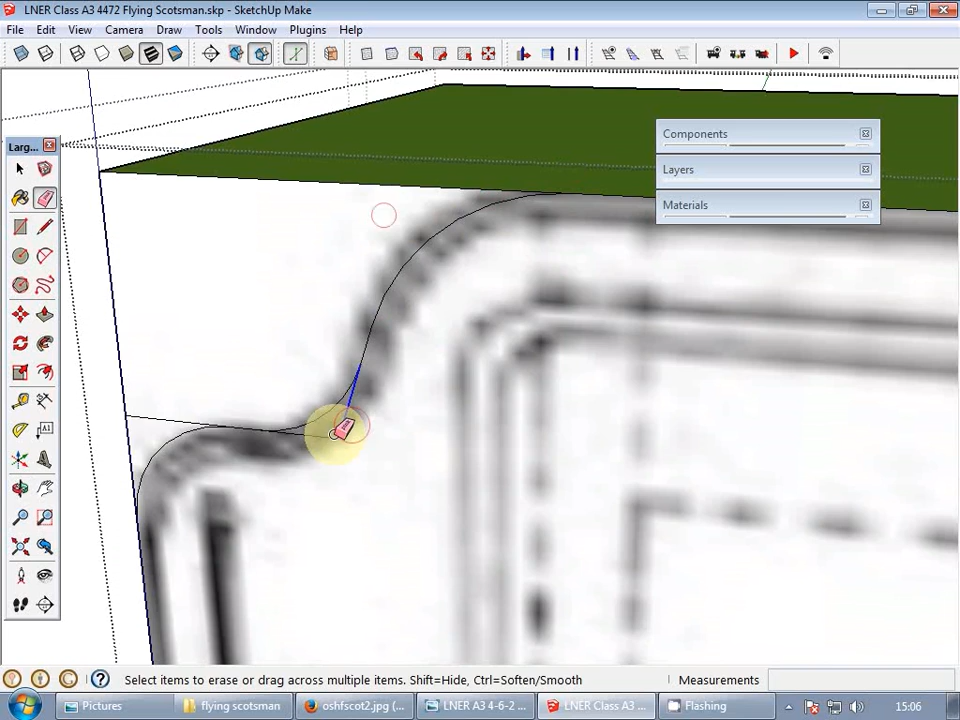 LNER Class A3 4472 Flying Scotsman.skp - SketchUp Make
File Edit View Camera Draw Tools Window Plugins Help
Larg...
Components
Layers
Materials
Select items to erase or drag across multiple items. Shift=Hide, Ctrl=Soften/Smooth
Measurements
Pictures
flying scotsman
oshfscot2.jpg (...
LNER A3 4-6-2 ...
LNER Class A3 ...
Flashing
15:06